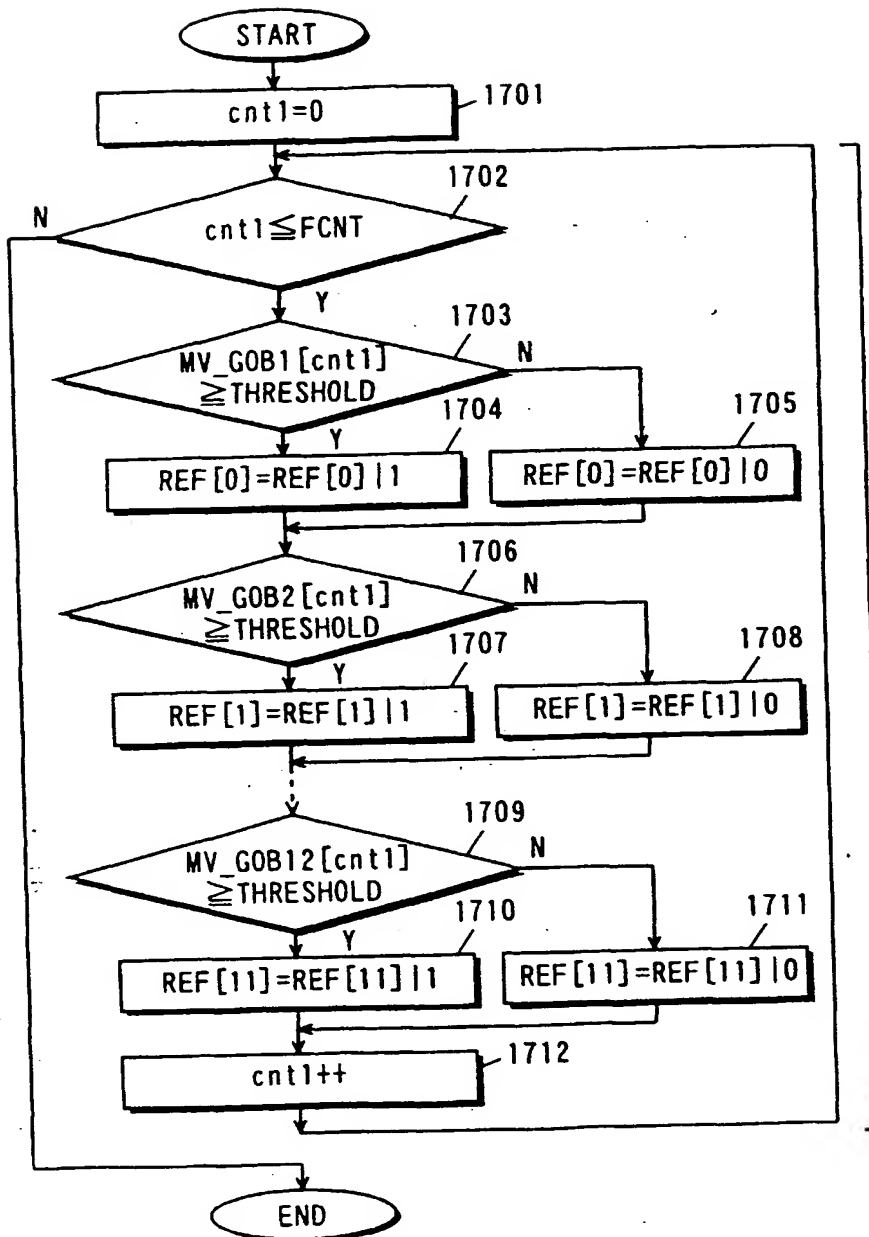 START
cnt1=0
1701
1702
N
cnt1≦FCNT
Y
1703
MV_GOB1[cnt1]
≧THRESHOLD
N
1704
Y
1705
REF[0]=REF[0]|1
REF[0]=REF[0]|0
1706
MV_GOB2[cnt1]
≧THRESHOLD
N
1707
Y
1708
REF[1]=REF[1]|1
REF[1]=REF[1]|0
1709
MV_GOB12[cnt1]
≧THRESHOLD
N
1710
Y
1711
REF[11]=REF[11]|1
REF[11]=REF[11]|0
1712
cnt1++
END